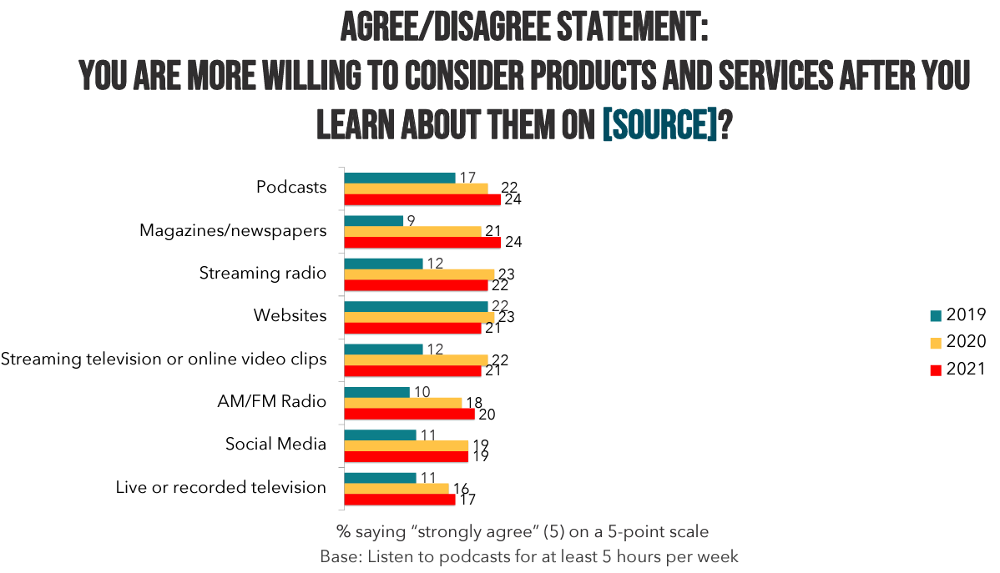 AGREE/DISAGREE STATEMENT:
YOU ARE MORE WILLING TO CONSIDER PRODUCTS AND SERVICES AFTER YOU
LEARN ABOUT THEM ON [SOURCE]?
Podcasts
17
22
24
Magazines/newspapers
9
21
24
Streaming radio
12
23
22
Websites
22
23
21
Streaming television or online video clips
12
22
21
AM/FM Radio
10
18
20
Social Media
11
19
19
Live or recorded television
11
16
17
2019
2020
2021
% saying “strongly agree” (5) on a 5-point scale
Base: Listen to podcasts for at least 5 hours per week